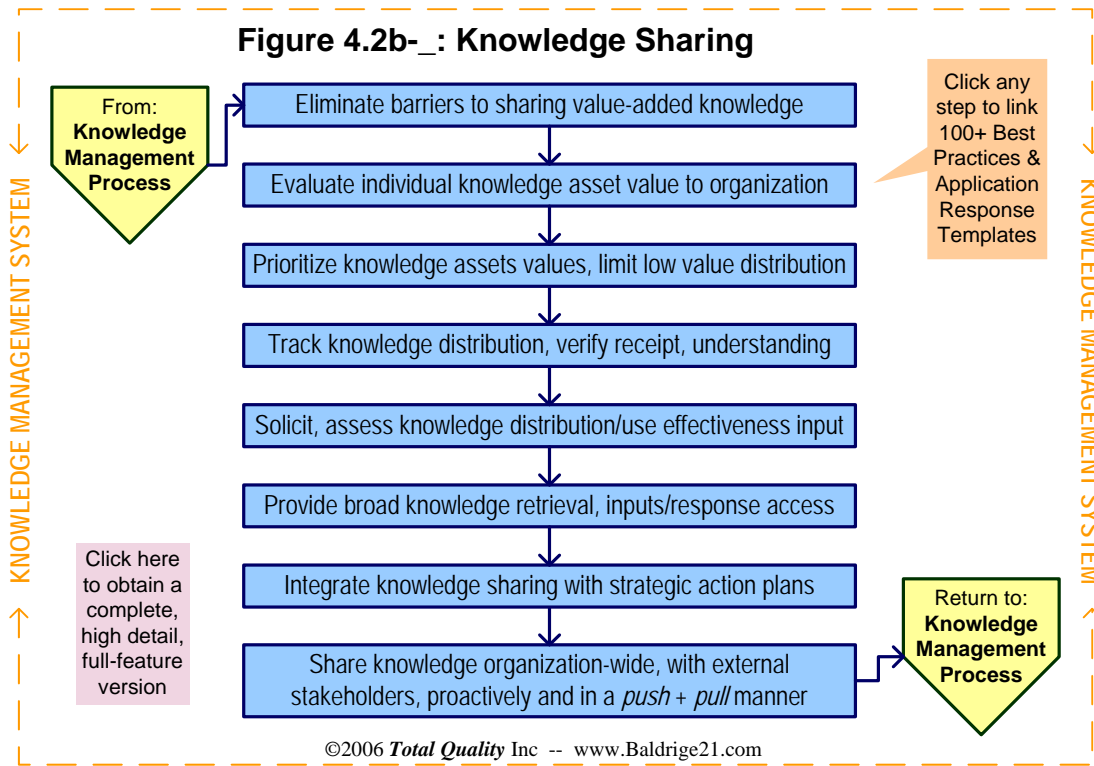 Figure 4.2b-_: Knowledge Sharing
From:
Knowledge
Management
Process
Eliminate barriers to sharing value-added knowledge
Click any
step to link
100+ Best
Practices &
Application
Response
Templates
Evaluate individual knowledge asset value to organization
Prioritize knowledge assets values, limit low value distribution
Track knowledge distribution, verify receipt, understanding
Solicit, assess knowledge distribution/use effectiveness input
Provide broad knowledge retrieval, inputs/response access
Integrate knowledge sharing with strategic action plans
Share knowledge organization-wide, with external
stakeholders, proactively and in a push + pull manner
Click here
to obtain a
complete,
high detail,
full-feature
version
Return to:
Knowledge
Management
Process
KNOWLEDGE MANAGEMENT SYSTEM
KNOWLEDGE MANAGEMENT SYSTEM
©2006 Total Quality Inc -- www.Baldrige21.com